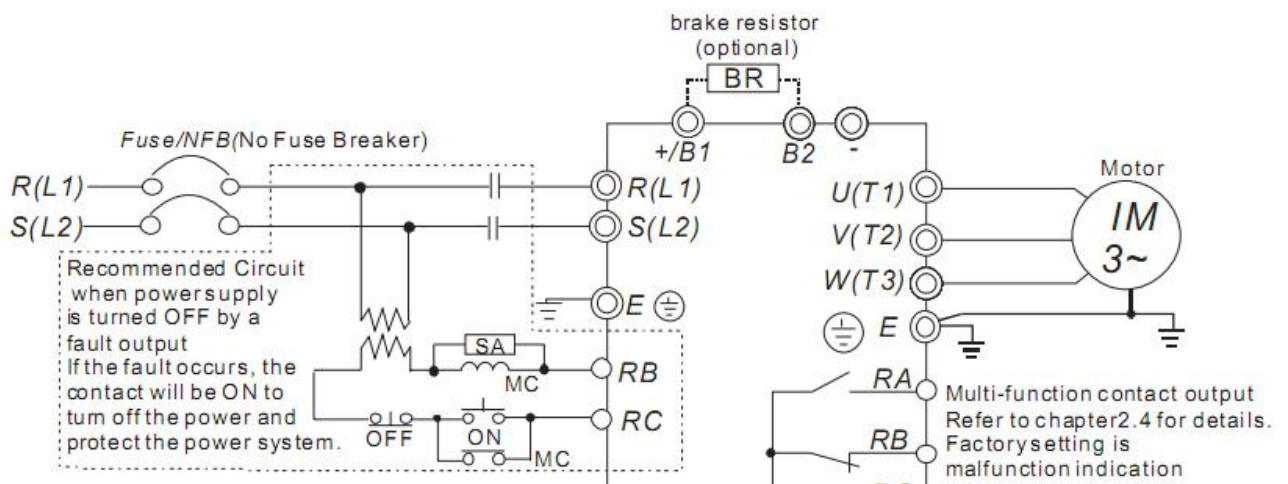 brake resistor
(optional)
BR
Fuse/NFB(No Fuse Breaker)
+/B1
B2
-
R(L1)
R(L1)
U(T1)
Motor
S(L2)
S(L2)
V(T2)
IM
3~
W(T3)
Recommended Circuit
when power supply
is turned OFF by a
fault output
If the fault occurs, the
contact will be ON to
turn off the power and
protect the power system.
E
E
SA
MC
RB
RC
OFF
ON
MC
RA
RB
Multi-function contact output
Refer to chapter2.4 for details.
Factory setting is
malfunction indication